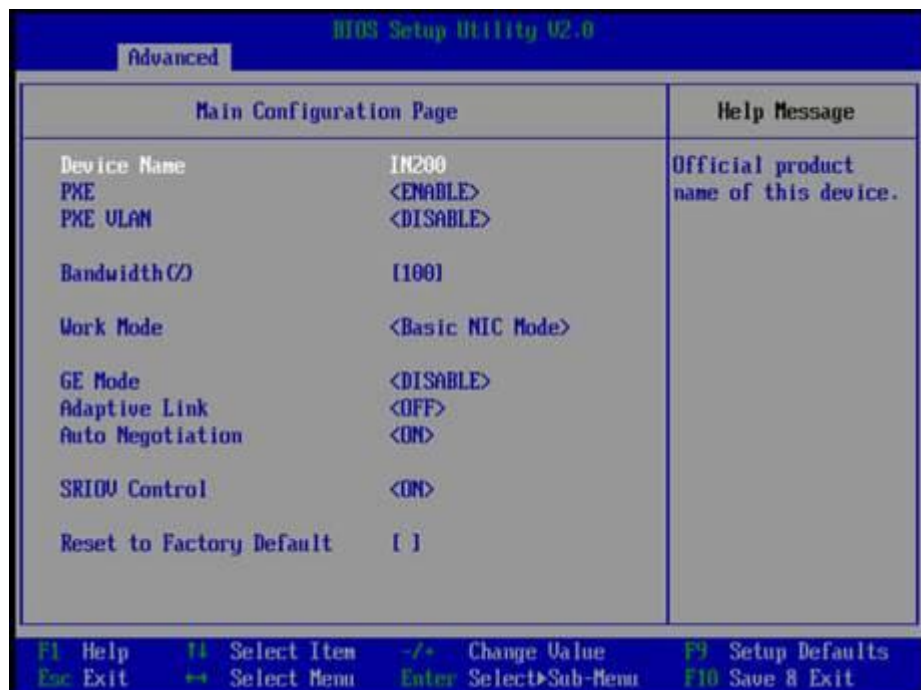 BIOS Setup Utility V2.0
Advanced
Main Configuration Page
Help Message
Device Name IN200
PXE <ENABLE>
PXE VLAN <DISABLE>
Bandwidth(%) [100]
Work Mode <Basic NIC Mode>
GE Mode <DISABLE>
Adaptive Link <OFF>
Auto Negotiation <ON>
SRIOV Control <ON>
Reset to Factory Default [ ]
Official product
name of this device.
F1 Help ↑↓ Select Item -/+ Change Value F9 Setup Defaults
Esc Exit ↔ Select Menu Enter Select▶Sub-Menu F10 Save & Exit